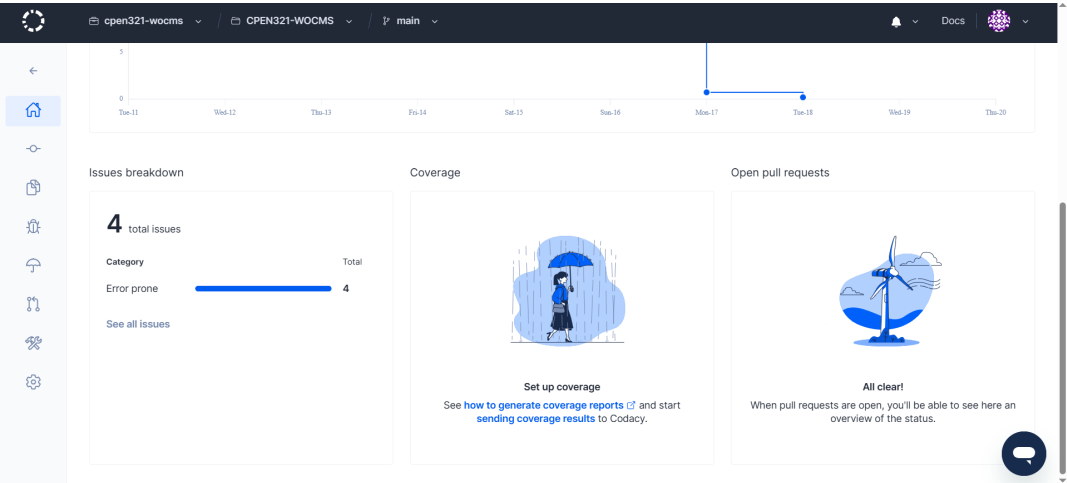 cpen321-wocms
CPEN321-WOCMS
main
Docs
5
0
Tue-11 Wed-12 Thu-13 Fri-14 Sat-15 Sun-16 Mon-17 Tue-18 Wed-19 Thu-20
Issues breakdown
4 total issues
Category Total
Error prone 4
See all issues
Coverage
Set up coverage
See how to generate coverage reports and start
sending coverage results to Codacy.
Open pull requests
All clear!
When pull requests are open, you'll be able to see here an
overview of the status.